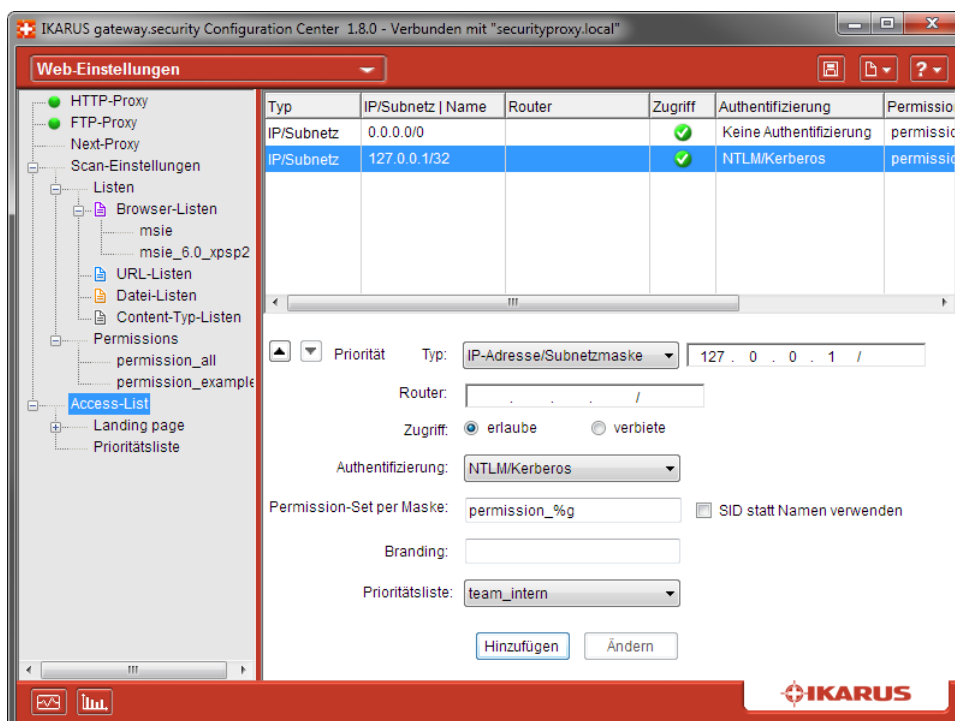 IKARUS gateway.security Configuration Center 1.8.0 - Verbunden mit "securityproxy.local"
Web-Einstellungen
?
HTTP-Proxy
FTP-Proxy
Next-Proxy
Scan-Einstellungen
Listen
Browser-Listen
msie
msie_6.0_xpsp2
URL-Listen
Datei-Listen
Content-Typ-Listen
Permissions
permission_all
permission_example
Access-List
Landing page
Prioritätsliste
Typ IP/Subnetz | Name Router Zugriff Authentifizierung Permission
IP/Subnetz 0.0.0.0/0 Keine Authentifizierung permissio
IP/Subnetz 127.0.0.1/32 NTLM/Kerberos permissio
Priorität Typ: IP-Adresse/Subnetzmaske 127 . 0 . 0 . 1 /
Router: . . . /
Zugriff: erlaube verbiete
Authentifizierung: NTLM/Kerberos
Permission-Set per Maske: permission_%g SID statt Namen verwenden
Branding:
Prioritätsliste: team_intern
Hinzufügen Ändern
IKARUS